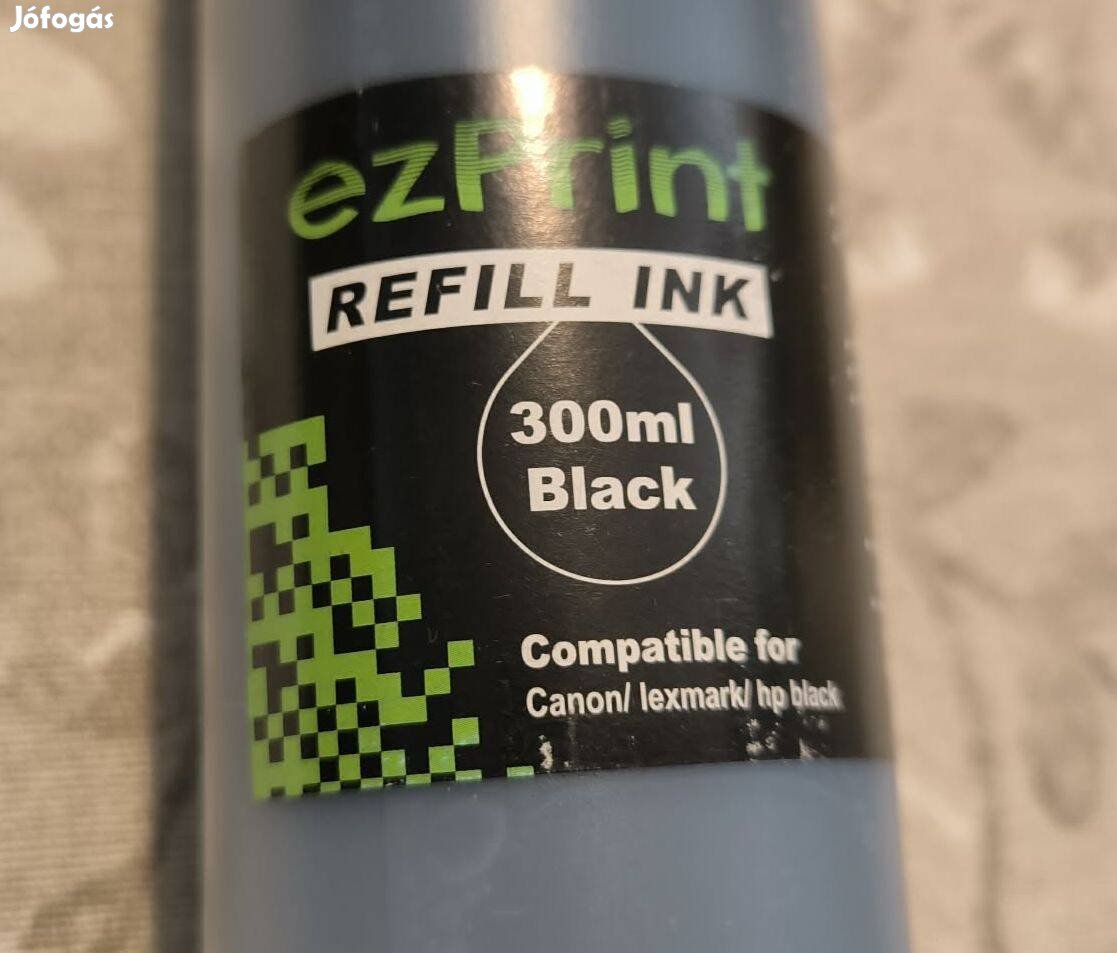 Jófogás
ezPrint
REFILL INK
300ml
Black
Compatible for
Canon/ lexmark/ hp black